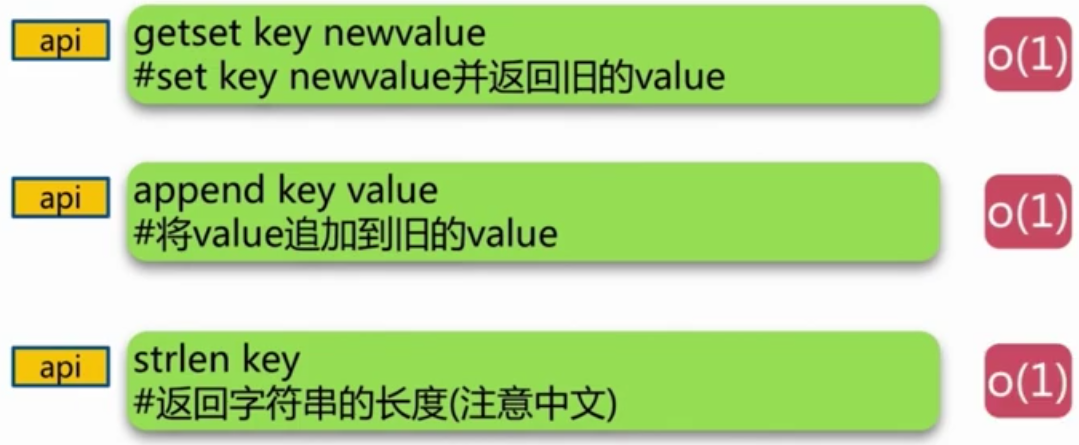 api
getset key newvalue
#set key newvalue并返回旧的value
o(1)
api
append key value
#将value追加到旧的value
o(1)
api
strlen key
#返回字符串的长度(注意中文)
o(1)